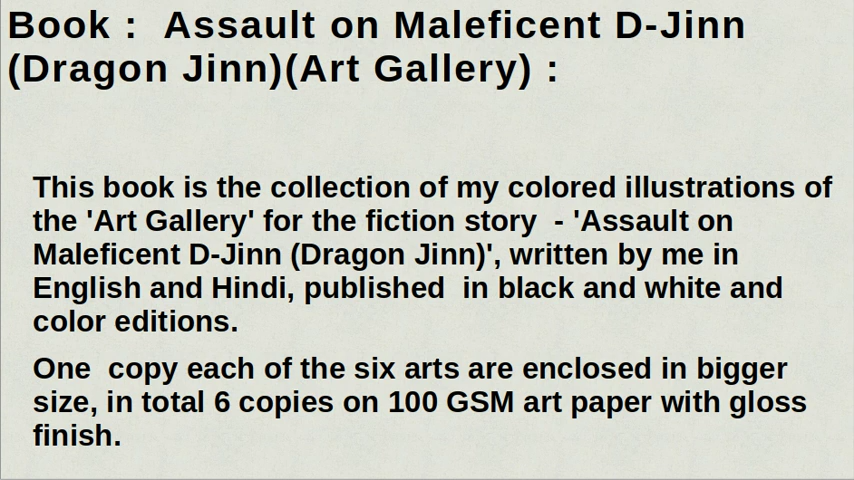 Book :  Assault on Maleficent D-Jinn
(Dragon Jinn)(Art Gallery) :
This book is the collection of my colored illustrations of
the 'Art Gallery' for the fiction story  - 'Assault on
Maleficent D-Jinn (Dragon Jinn)', written by me in
English and Hindi, published  in black and white and
color editions.
One  copy each of the six arts are enclosed in bigger
size, in total 6 copies on 100 GSM art paper with gloss
finish.